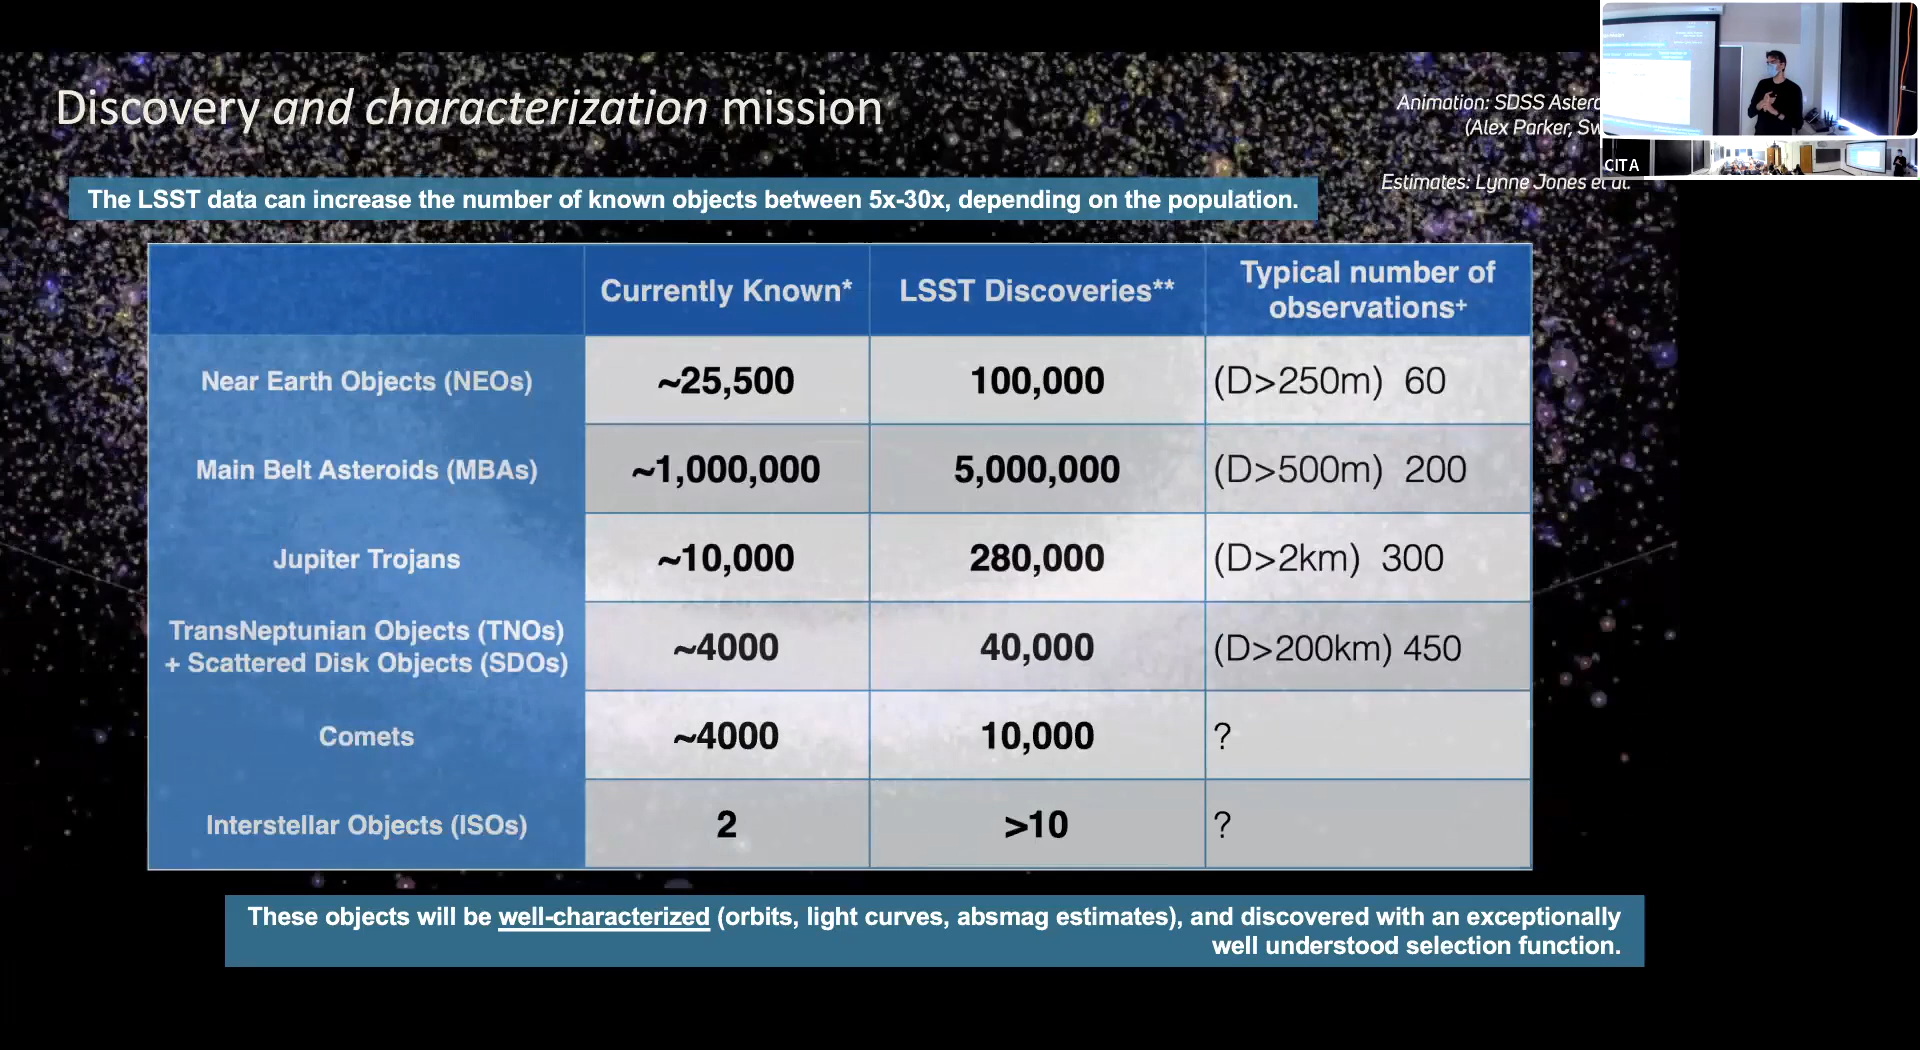 Discovery and characterization mission
Animation: SDSS
(Alex Parker,
Estimates: Lynne Jones et al.
CITA
The LSST data can increase the number of known objects between 5x-30x, depending on the population.
Currently Known*
LSST Discoveries**
Typical number of
observations+
Near Earth Objects (NEOs)
~25,500
100,000
(D>250m) 60
Main Belt Asteroids (MBAs)
~1,000,000
5,000,000
(D>500m) 200
Jupiter Trojans
~10,000
280,000
(D>2km) 300
TransNeptunian Objects (TNOs)
+ Scattered Disk Objects (SDOs)
~4000
40,000
(D>200km) 450
Comets
~4000
10,000
?
Interstellar Objects (ISOs)
2
>10
?
These objects will be well-characterized (orbits, light curves, absmag estimates), and discovered with an exceptionally
well understood selection function.